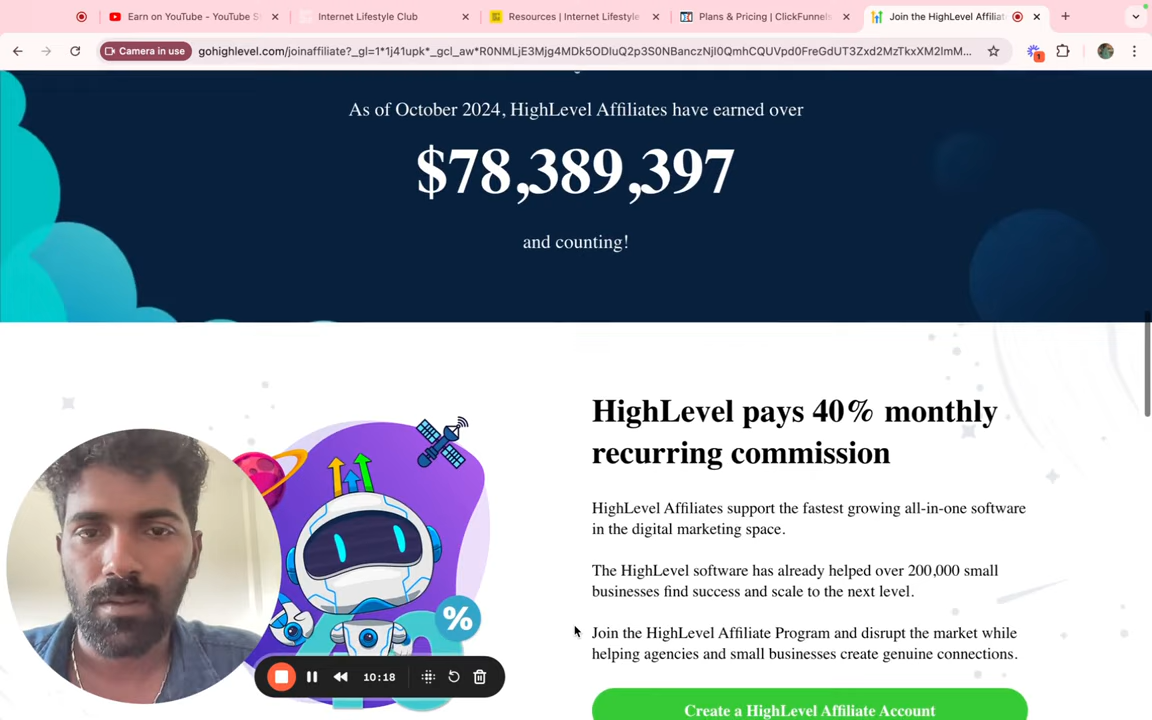 Earn on YouTube - YouTube S
Internet Lifestyle Club
Resources | Internet Lifestyle
Plans & Pricing | ClickFunnels
Join the HighLevel Affiliat
Camera in use
gohighlevel.com/joinaffiliate?_gl=1*1j41upk*_gcl_aw*R0NMLjE3Mjg4MDk5ODIuQ2p3S0NBanczNjI0QmhCQUVpd0FreGdUT3Zxd2MzTkxXM2lmM...
1
As of October 2024, HighLevel Affiliates have earned over
$78,389,397
and counting!
HighLevel pays 40% monthly
recurring commission
HighLevel Affiliates support the fastest growing all-in-one software
in the digital marketing space.
The HighLevel software has already helped over 200,000 small
businesses find success and scale to the next level.
Join the HighLevel Affiliate Program and disrupt the market while
helping agencies and small businesses create genuine connections.
%
10:18
Create a HighLevel Affiliate Account